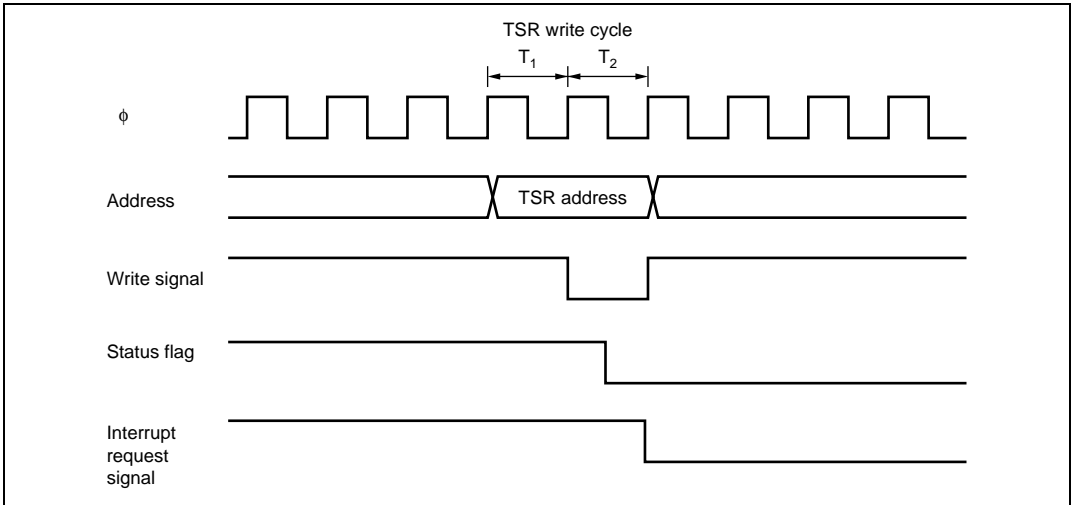 TSR write cycle
T1 T2
ϕ
Address
TSR address
Write signal
Status flag
Interrupt
request
signal